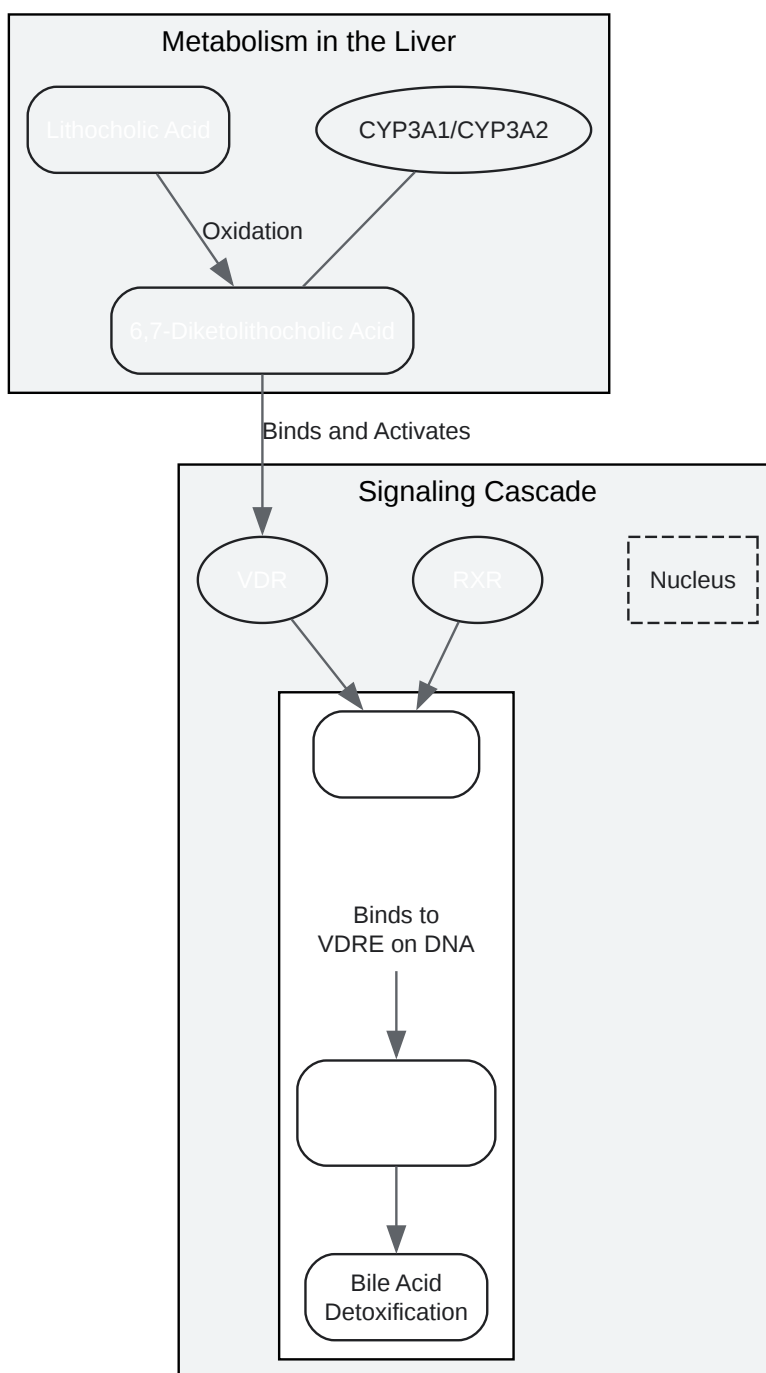 Metabolism in the Liver
Lithocholic Acid
CYP3A1/CYP3A2
Oxidation
6,7-Diketolithocholic Acid
Binds and Activates
Signaling Cascade
VDR
RXR
Nucleus
Binds to
VDRE on DNA
Bile Acid
Detoxification